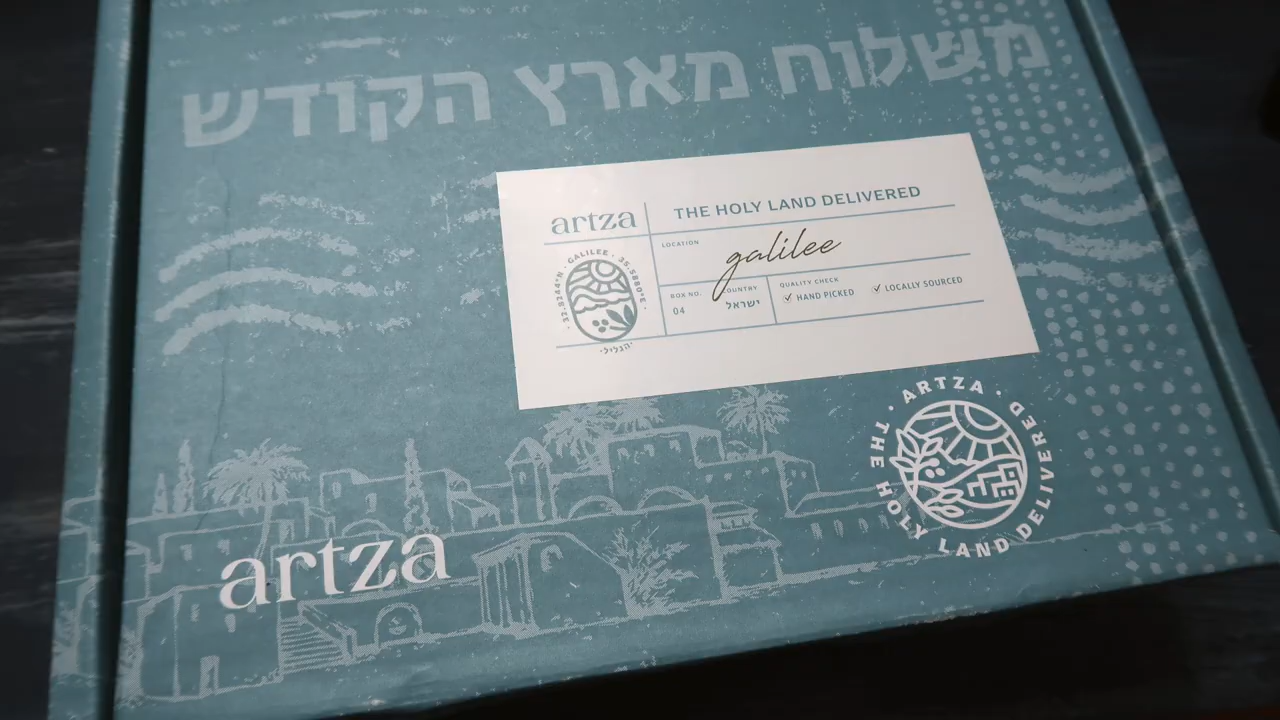 משלוח מארץ הקודש
artza
THE HOLY LAND DELIVERED
LOCATION
galilee
· GALILEE ·
הגליל
BOX NO.
04
COUNTRY
ישראל
QUALITY CHECK
✓ HAND PICKED ✓ LOCALLY SOURCED
artza
· ARTZA ·
THE HOLY LAND DELIVERED